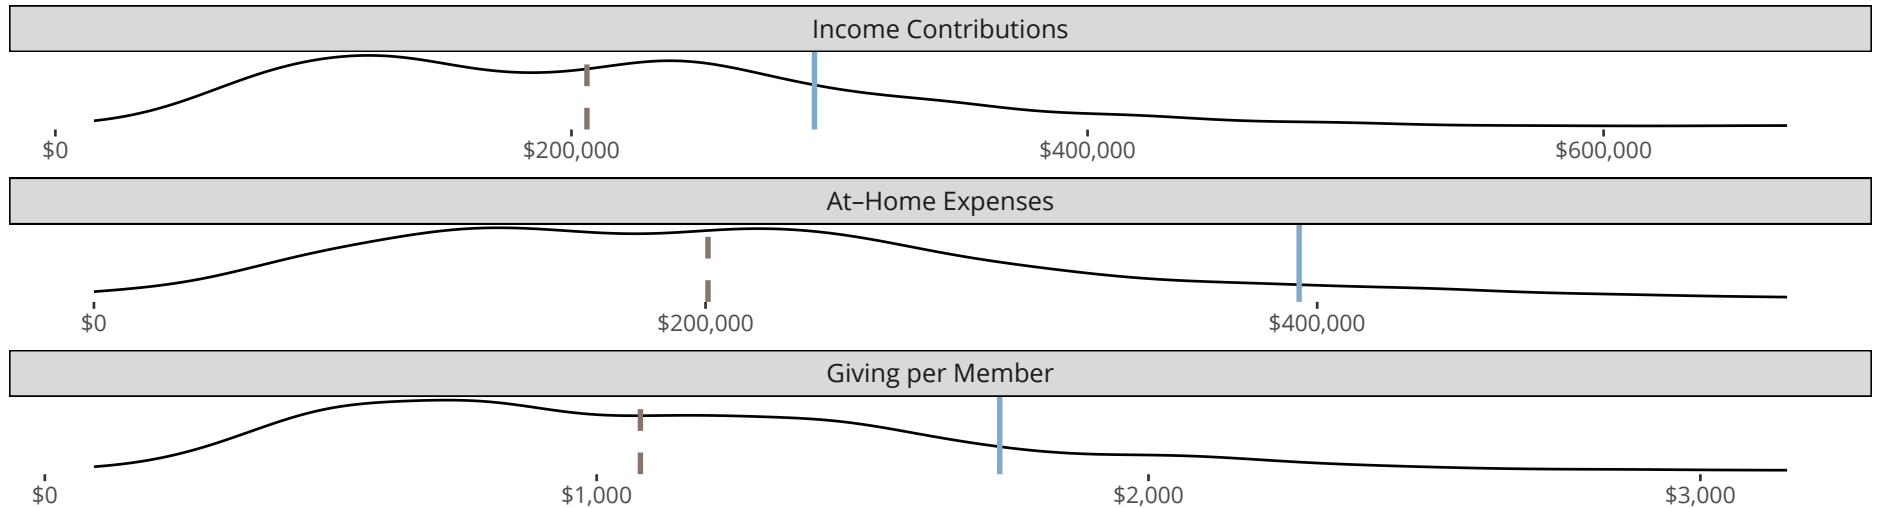 Income Contributions
$0 $200,000 $400,000 $600,000
At–Home Expenses
$0 $200,000 $400,000
Giving per Member
$0 $1,000 $2,000 $3,000